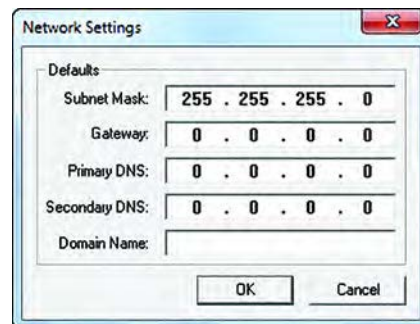 Network Settings
Defaults
Subnet Mask: 255 . 255 . 255 . 0
Gateway: 0 . 0 . 0 . 0
Primary DNS: 0 . 0 . 0 . 0
Secondary DNS: 0 . 0 . 0 . 0
Domain Name:
OK Cancel